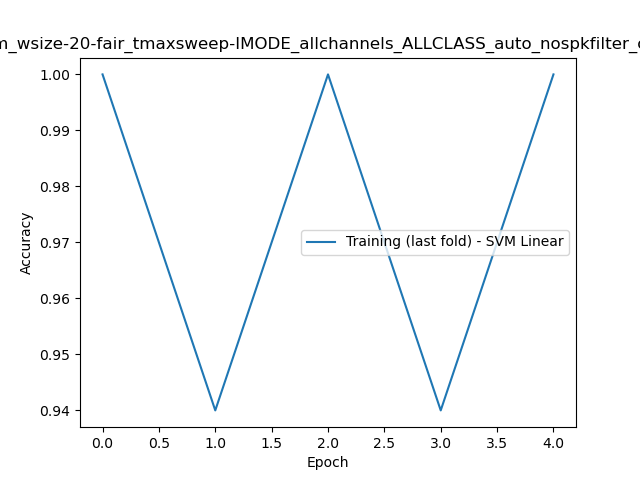 m_wsize-20-fair_tmaxsweep-IMODE_allchannels_ALLCLASS_auto_nospkfilter_
1.00
0.99
0.98
0.97
0.96
0.95
0.94
Accuracy
Training (last fold) - SVM Linear
0.0 0.5 1.0 1.5 2.0 2.5 3.0 3.5 4.0
Epoch